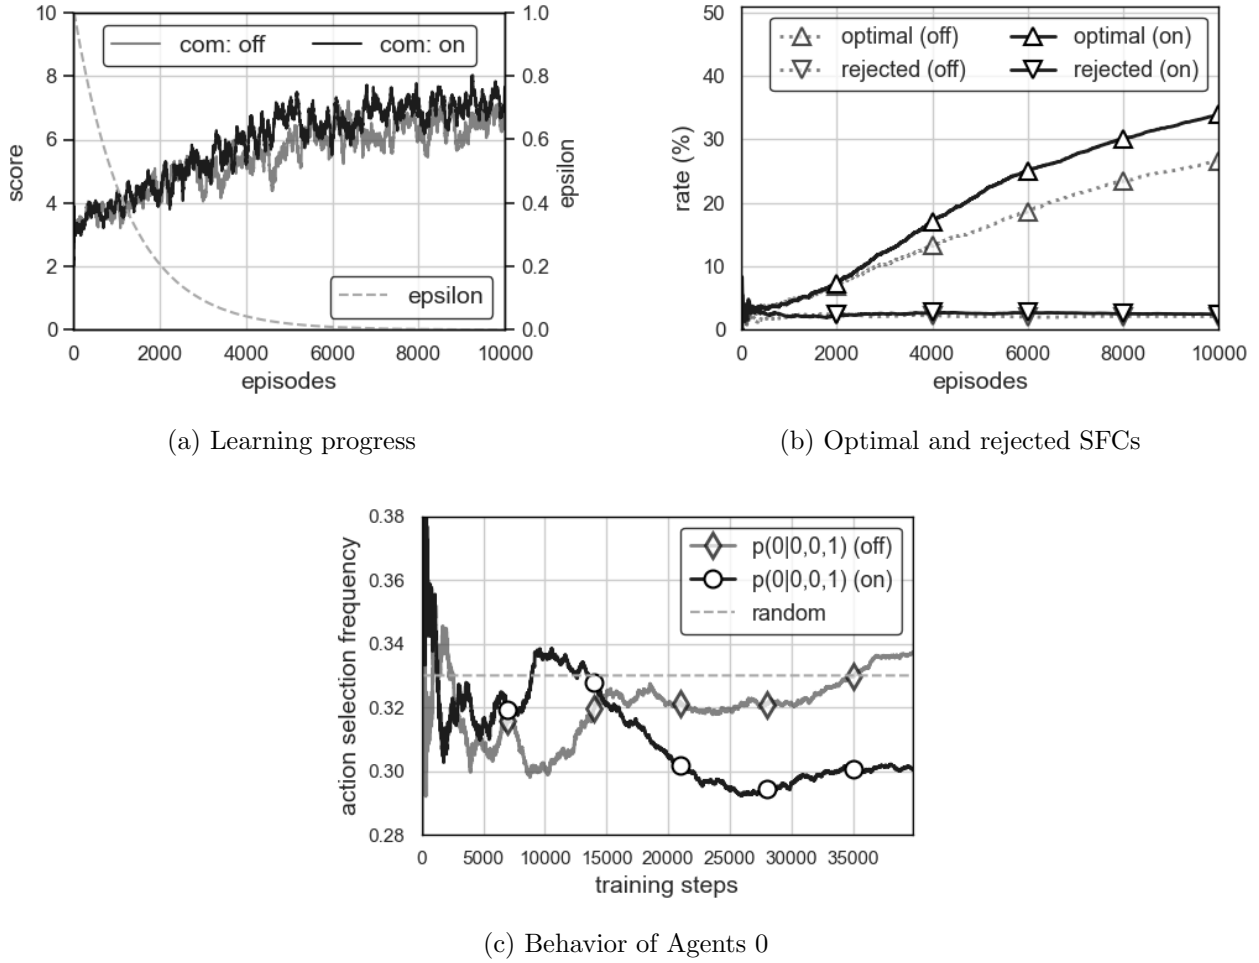 com: off com: on
10 8 6 4 2 0
score
1.0 0.8 0.6 0.4 0.2 0.0
epsilon
epsilon
0 2000 4000 6000 8000 10000
episodes
(a) Learning progress
optimal (off) optimal (on)
rejected (off) rejected (on)
50 40 30 20 10 0
rate (%)
0 2000 4000 6000 8000 10000
episodes
(b) Optimal and rejected SFCs
p(0|0,0,1) (off)
p(0|0,0,1) (on)
random
0.38 0.36 0.34 0.32 0.30 0.28
action selection frequency
0 5000 10000 15000 20000 25000 30000 35000
training steps
(c) Behavior of Agents 0